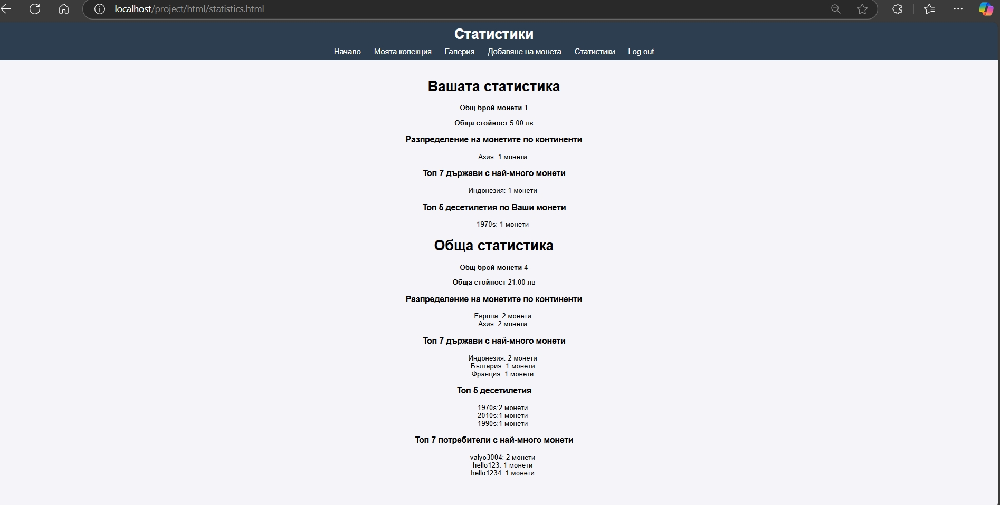 localhost/project/html/statistics.html
Статистики
Начало Моята колекция Галерия Добавяне на монета Статистики Log out
Вашата статистика
Общ брой монети 1
Обща стойност 5.00 лв
Разпределение на монетите по континенти
Азия: 1 монети
Топ 7 държави с най-много монети
Индонезия: 1 монети
Топ 5 десетилетия по Ваши монети
1970s: 1 монети
Обща статистика
Общ брой монети 4
Обща стойност 21.00 лв
Разпределение на монетите по континенти
Европа: 2 монети
Азия: 2 монети
Топ 7 държави с най-много монети
Индонезия: 2 монети
България: 1 монети
Франция: 1 монети
Топ 5 десетилетия
1970s:2 монети
2010s:1 монети
1990s:1 монети
Топ 7 потребители с най-много монети
valyo3004: 2 монети
hello123: 1 монети
hello1234: 1 монети